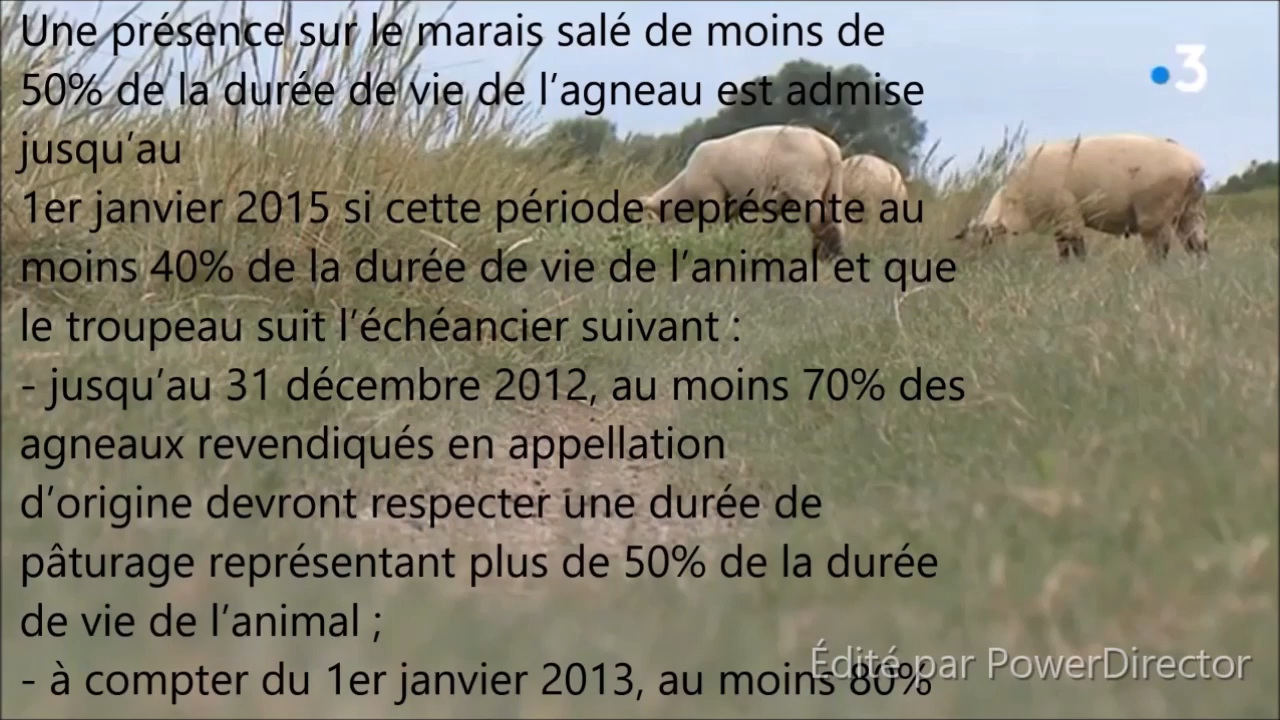 Une présence sur le marais salé de moins de
50% de la durée de vie de l’agneau est admise
jusqu’au
1er janvier 2015 si cette période représente au
moins 40% de la durée de vie de l’animal et que
le troupeau suit l’échéancier suivant :
- jusqu’au 31 décembre 2012, au moins 70% des
agneaux revendiqués en appellation
d’origine devront respecter une durée de
pâturage représentant plus de 50% de la durée
de vie de l’animal ;
- à compter du 1er janvier 2013, au moins 80%
3
Édité par PowerDirector